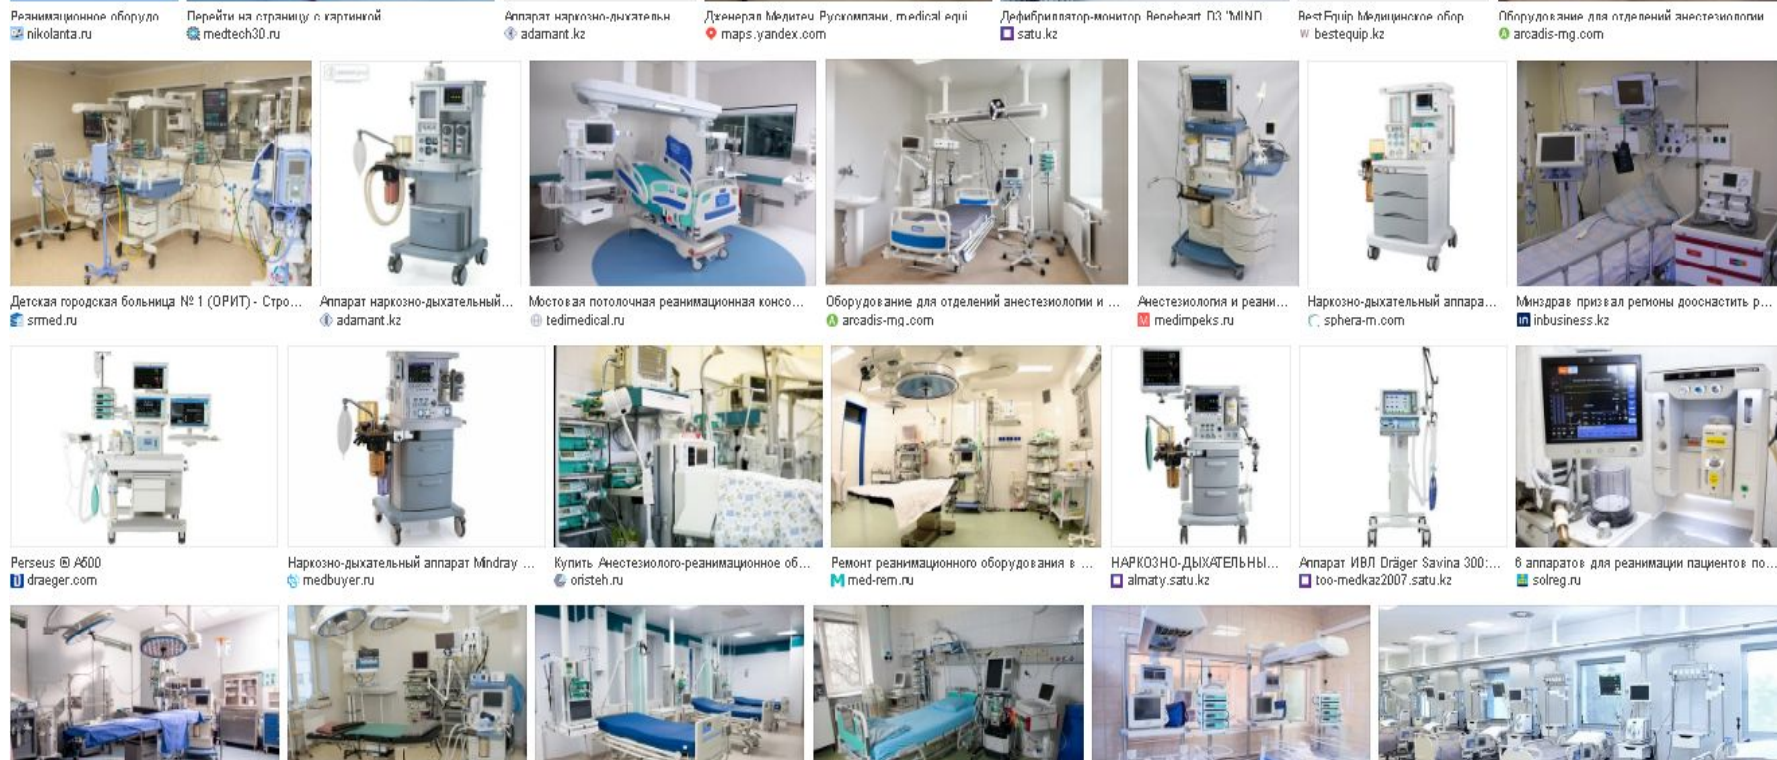 Реанимационное оборудо...
Перейти на страницу с картинкой
Аппарат наркозно-дыхательн...
Дженерал Медитеч Рускомпани, medical equi...
Дефибриллятор-монитор Beneheart D3 "MIND...
BestEquip Медицинское обор...
Оборудование для отделений анестезиологии...
nikolanta.ru
medtech30.ru
adamant.kz
maps.yandex.com
satu.kz
bestequip.kz
arcadis-mg.com
Детская городская больница № 1 (ОРИТ) - Стро...
Аппарат наркозно-дыхательный...
Мостовая потолочная реанимационная консо...
Оборудование для отделений анестезиологии и ...
Анестезиология и реани...
Наркозно-дыхательный аппара...
Минздрав призвал регионы дооснастить р...
srmed.ru
adamant.kz
tedimedical.ru
arcadis-mg.com
medimpeks.ru
sphera-m.com
inbusiness.kz
Perseus ® A500
Наркозно-дыхательный аппарат Mindray ...
Купить Анестезиолого-реанимационное об...
Ремонт реанимационного оборудования в ...
НАРКОЗНО-ДЫХАТЕЛЬНЫ...
Аппарат ИВЛ Dräger Savina 300:...
6 аппаратов для реанимации пациентов по...
draeger.com
medbuyer.ru
oristeh.ru
med-rem.ru
almaty.satu.kz
too-medkaz2007.satu.kz
solreg.ru